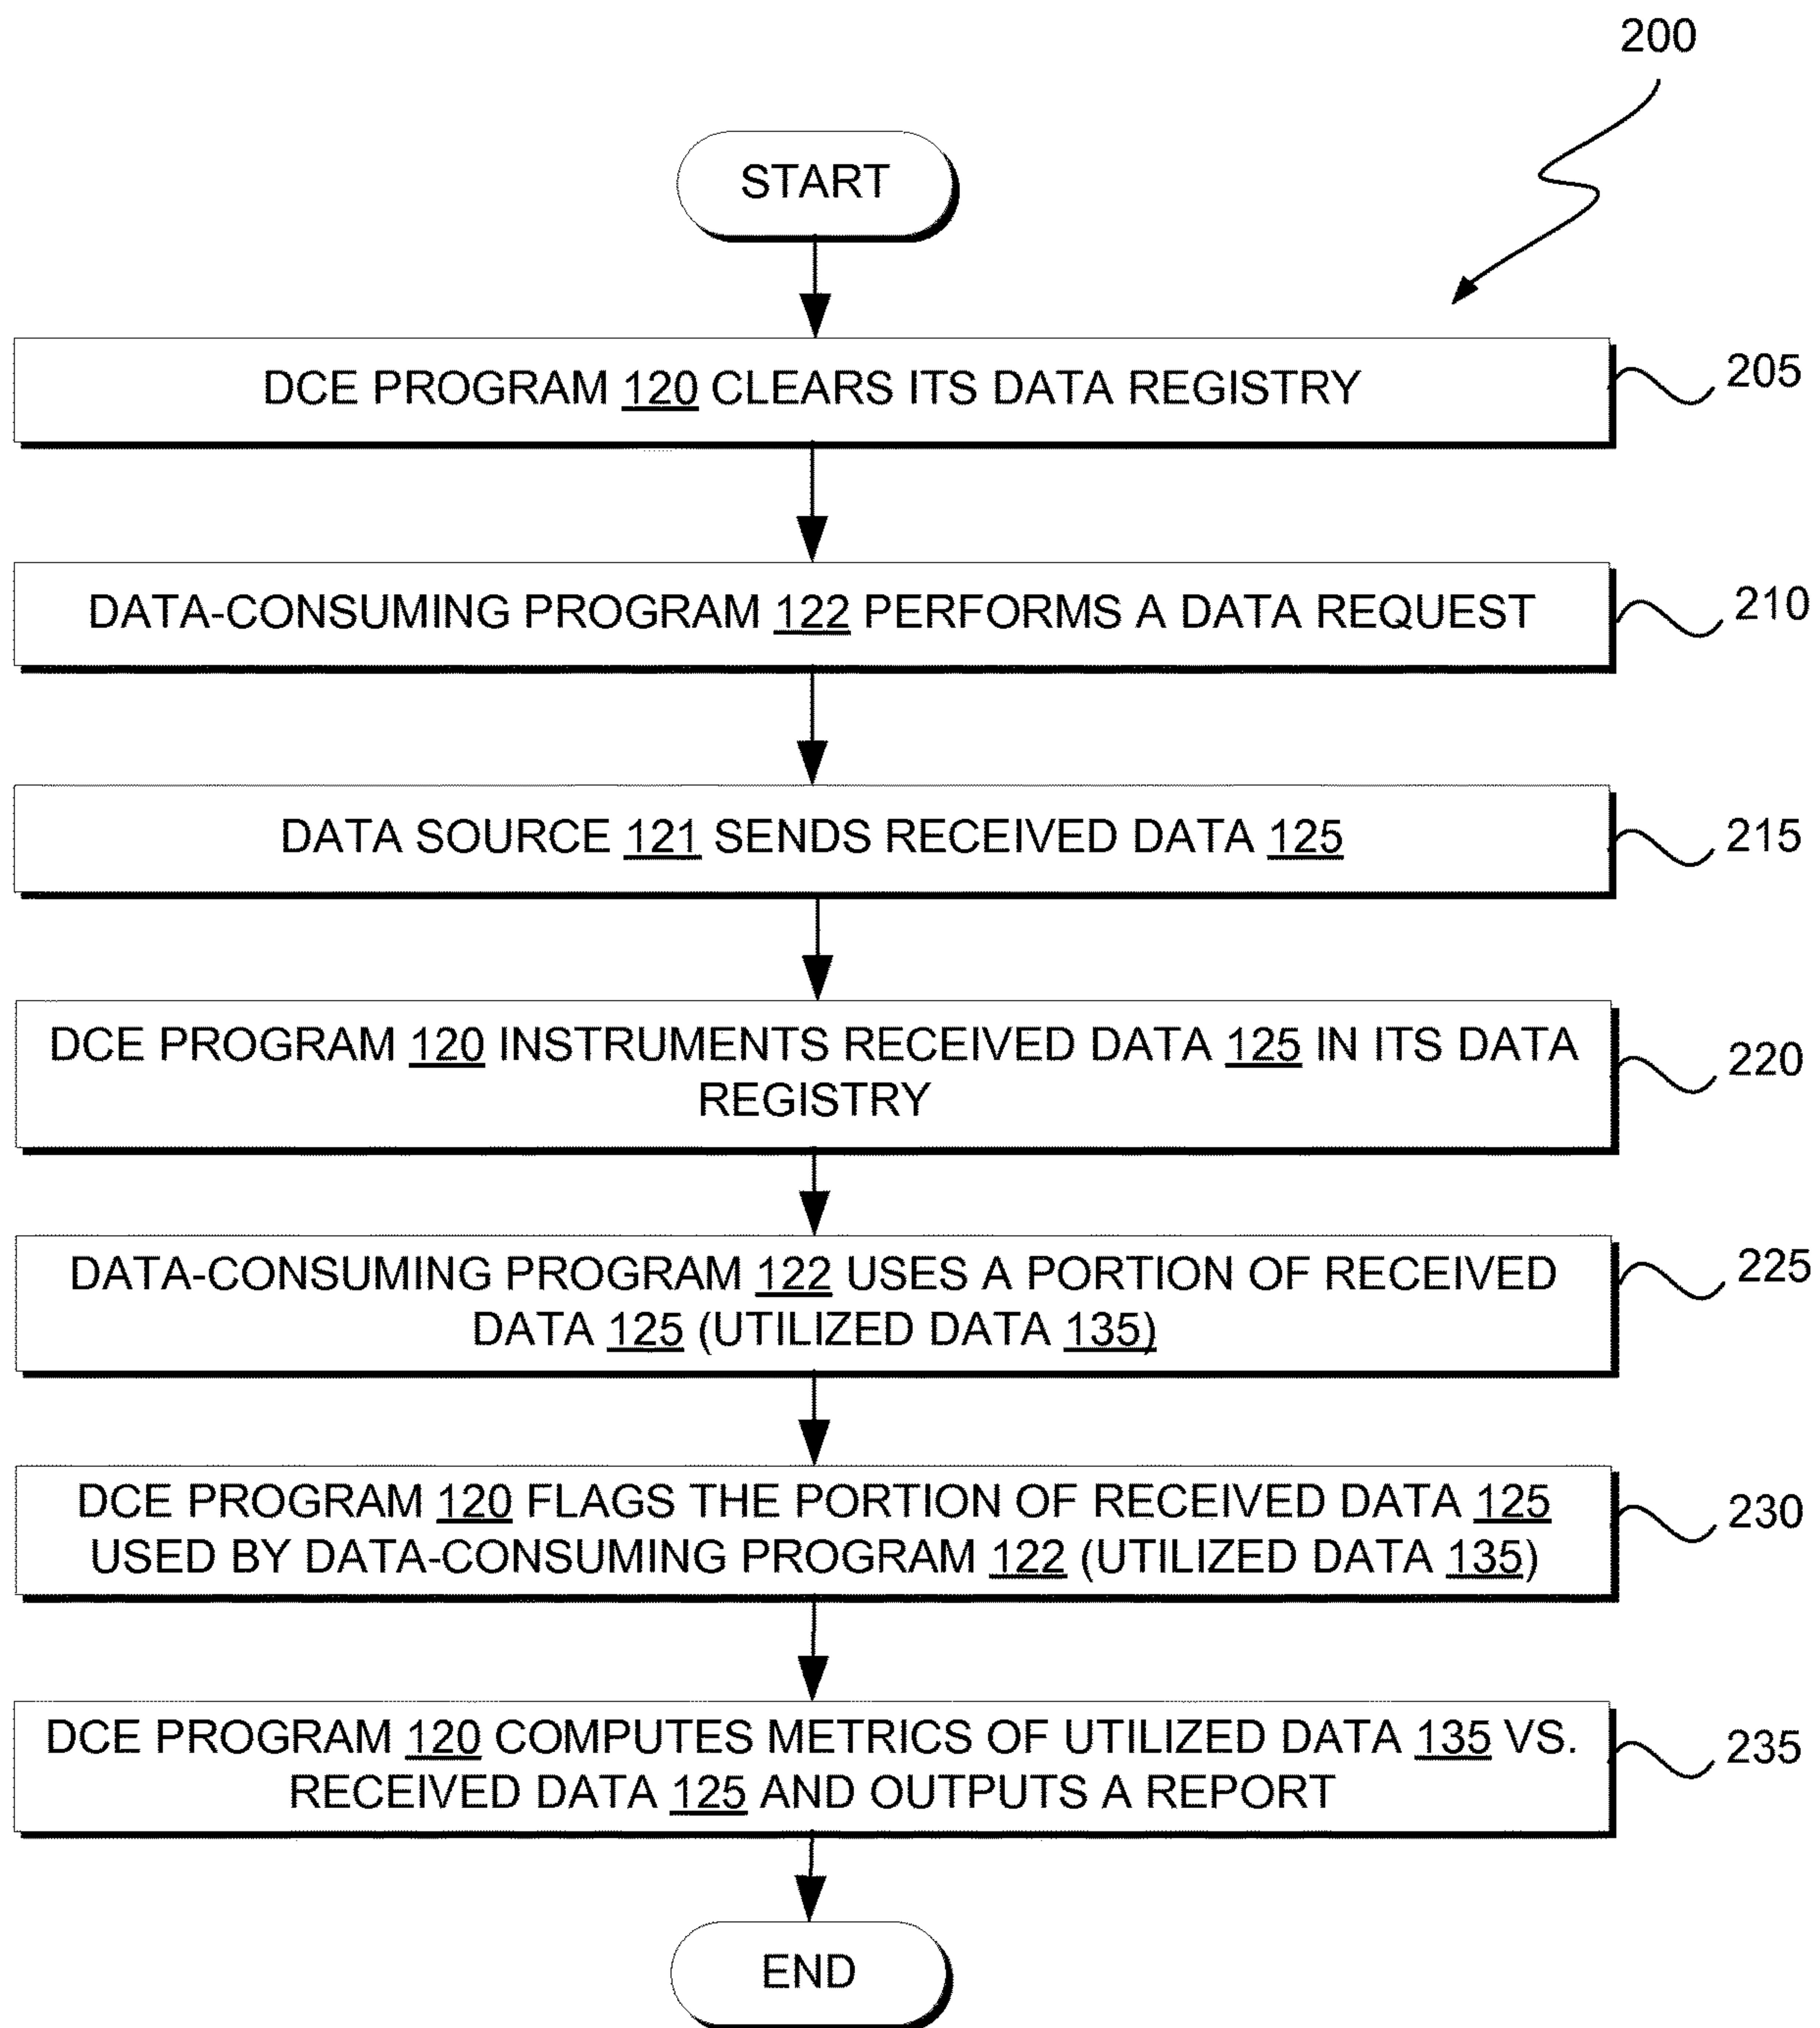 200
START
DCE PROGRAM 120 CLEARS ITS DATA REGISTRY
205
DATA-CONSUMING PROGRAM 122 PERFORMS A DATA REQUEST
210
DATA SOURCE 121 SENDS RECEIVED DATA 125
215
DCE PROGRAM 120 INSTRUMENTS RECEIVED DATA 125 IN ITS DATA
REGISTRY
220
DATA-CONSUMING PROGRAM 122 USES A PORTION OF RECEIVED
DATA 125 (UTILIZED DATA 135)
225
DCE PROGRAM 120 FLAGS THE PORTION OF RECEIVED DATA 125
USED BY DATA-CONSUMING PROGRAM 122 (UTILIZED DATA 135)
230
DCE PROGRAM 120 COMPUTES METRICS OF UTILIZED DATA 135 VS.
RECEIVED DATA 125 AND OUTPUTS A REPORT
235
END